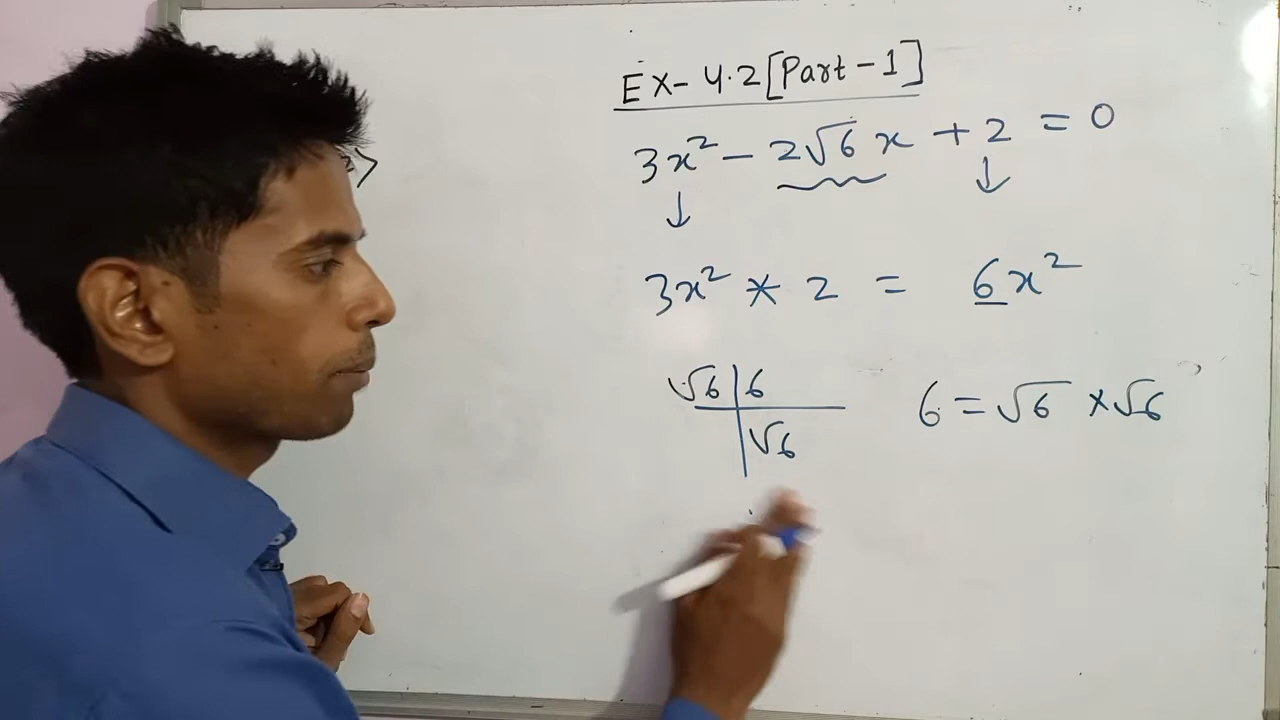 EX- 4.2 [Part - 1]
3x² - 2√6 x + 2 = 0
3x² * 2 = 6x²
√6 | 6
√6
6 = √6 × √6